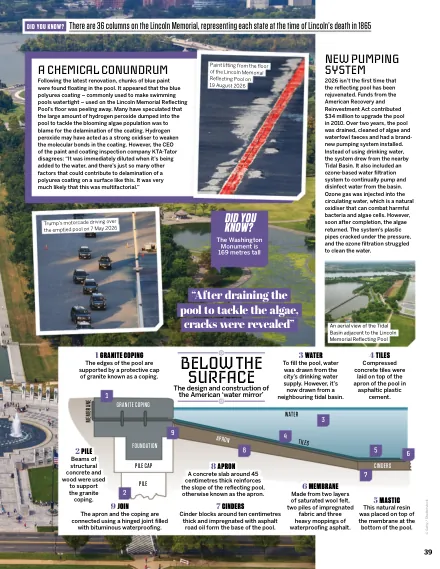 DID YOU KNOW? There are 36 columns on the Lincoln Memorial, representing each state at the time of Lincoln's death in 1865
A CHEMICAL CONUNDRUM
Following the latest renovation, chunks of blue paint
were found floating in the pool. It appeared that the blue
polyurea coating – commonly used to make swimming
pools watertight – used on the Lincoln Memorial Reflecting
Pool's floor was peeling away. Many have speculated that
the large amount of hydrogen peroxide dumped into the
pool to tackle the blooming algae population was to
blame for the delamination of the coating. Hydrogen
peroxide may have acted as a strong oxidiser to weaken
the molecular bonds in the coating. However, the CEO
of the paint and coating inspection company KTA-Tator
disagrees: "It was immediately diluted when it's being
added to the water, and there's just so many other
factors that could contribute to delamination of a
polyurea coating on a surface like this. It was very
much likely that this was multifactorial."
Paint lifting from the floor
of the Lincoln Memorial
Reflecting Pool on
19 August 2026
NEW PUMPING
SYSTEM
2026 isn't the first time that
the reflecting pool has been
rejuvenated. Funds from the
American Recovery and
Reinvestment Act contributed
$34 million to upgrade the pool
in 2010. Over two years, the pool
was drained, cleaned of algae and
waterfowl faeces and had a brand-
new pumping system installed.
Instead of using drinking water,
the system drew from the nearby
Tidal Basin. It also included an
ozone-based water filtration
system to continually pump and
disinfect water from the basin.
Ozone gas was injected into the
circulating water, which is a natural
oxidiser that can combat harmful
bacteria and algae cells. However,
soon after completion, the algae
returned. The system's plastic
pipes cracked under the pressure,
and the ozone filtration struggled
to clean the water.
Trump's motorcade driving over
the emptied pool on 7 May 2026
DID YOU
KNOW?
The Washington
Monument is
169 metres tall
"After draining the
pool to tackle the algae,
cracks were revealed"
An aerial view of the Tidal
Basin adjacent to the Lincoln
Memorial Reflecting Pool
BELOW THE
SURFACE
The design and construction of
the American 'water mirror'
1 GRANITE COPING
The edges of the pool are
supported by a protective cap
of granite known as a coping.
3 WATER
To fill the pool, water
was drawn from the
city's drinking water
supply. However, it's
now drawn from a
neighbouring tidal basin.
4 TILES
Compressed
concrete tiles were
laid on top of the
apron of the pool in
asphaltic plastic
cement.
MEMBRANE
1
GRANITE COPING
FOUNDATION
PILE CAP
PILE
2
9
APRON
8
WATER
3
4
TILES
5
6
CINDERS
7
2 PILE
Beams of
structural
concrete and
wood were used
to support
the granite
coping.
9 JOIN
The apron and the coping are
connected using a hinged joint filled
with bituminous waterproofing.
8 APRON
A concrete slab around 45
centimetres thick reinforces
the slope of the reflecting pool,
otherwise known as the apron.
7 CINDERS
Cinder blocks around ten centimetres
thick and impregnated with asphalt
road oil form the base of the pool.
6 MEMBRANE
Made from two layers
of saturated wool felt,
two piles of impregnated
fabric and three
heavy moppings of
waterproofing asphalt.
5 MASTIC
This natural resin
was placed on top of
the membrane at the
bottom of the pool.
39